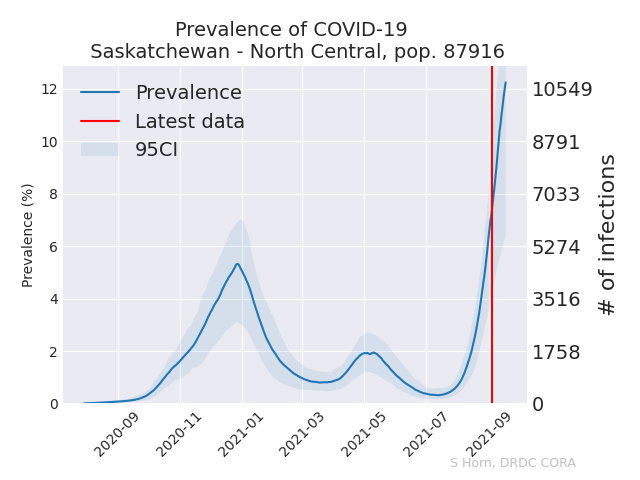 Prevalence of COVID-19
Saskatchewan - North Central, pop. 87916
Prevalence
Latest data
95CI
Prevalence (%)
12
10
8
6
4
2
0
10549
8791
7033
5274
3516
1758
0
# of infections
2020-09
2020-11
2021-01
2021-03
2021-05
2021-07
2021-09
S Horn, DRDC CORA